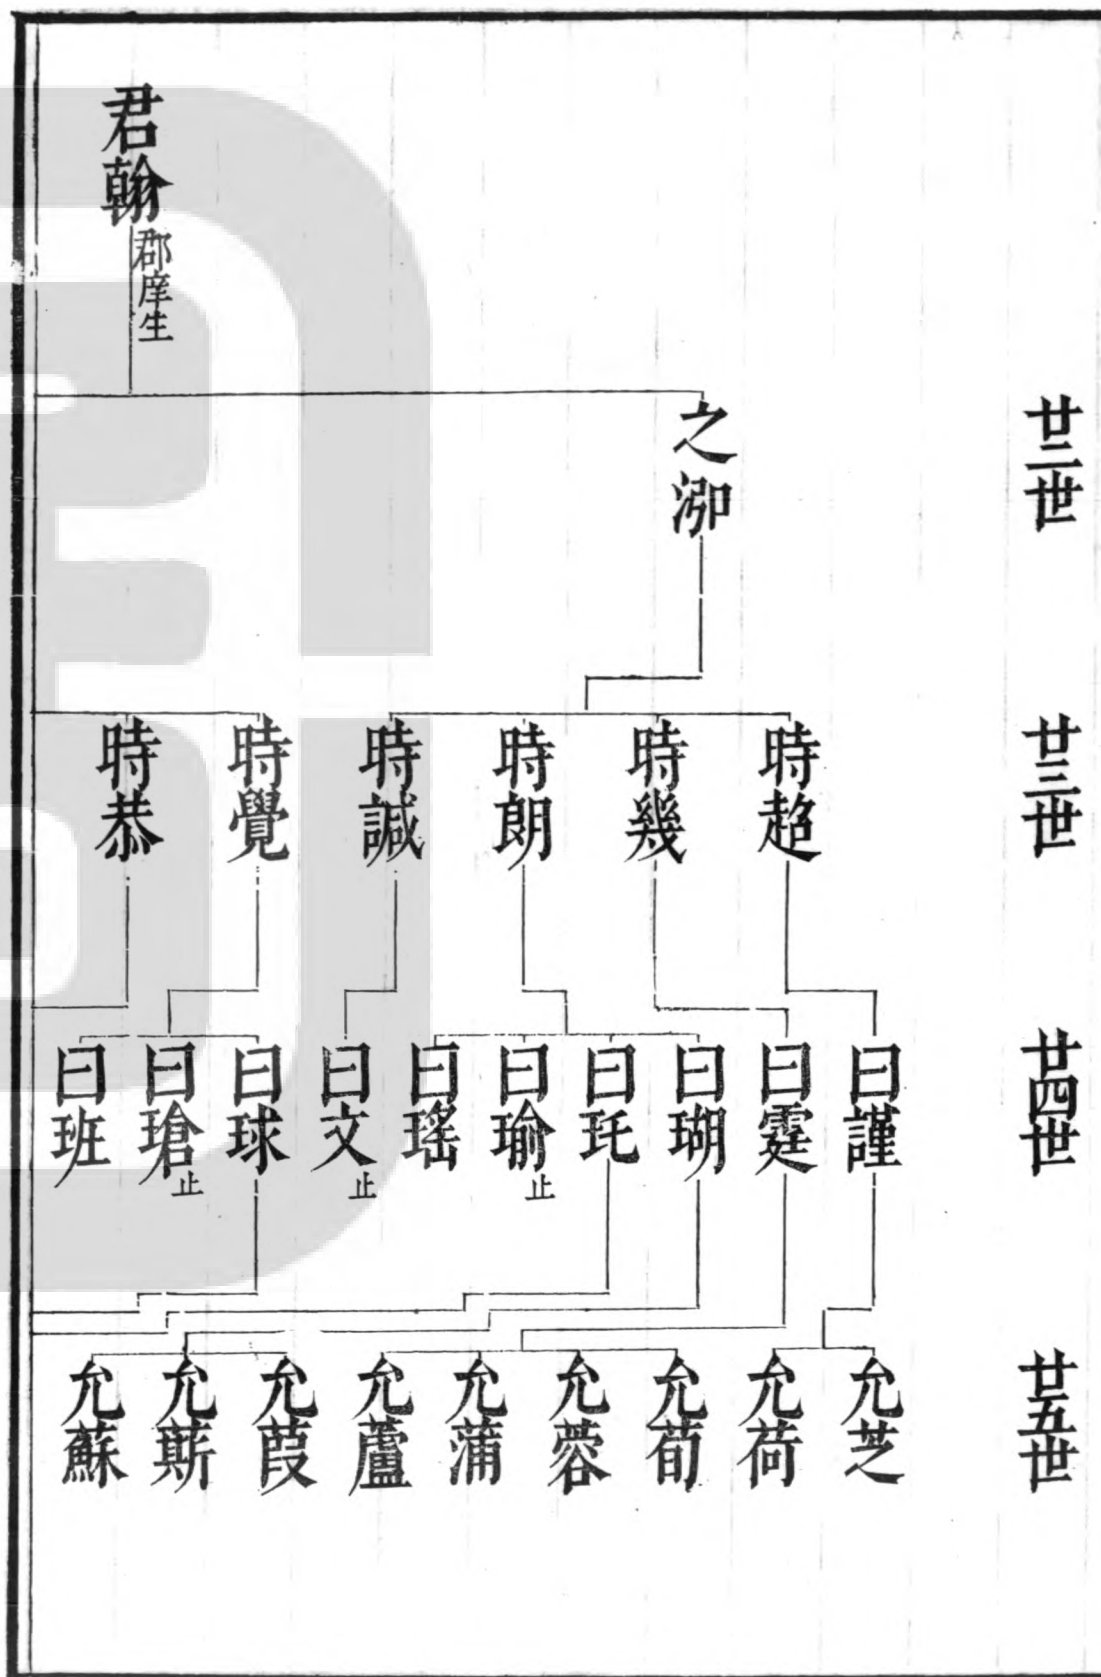 君翰
郡庠生
廿二世
之泖
廿三世
時超
時幾
時朗
時諴
時覺
時恭
廿四世
曰謹
曰霆
曰瑚
曰
曰瑜止
曰瑤
曰文止
曰球
曰瑲止
曰班
廿五世
允芝
允荷
允荀
允蓉
允蒲
允蘆
允葭
允
允蘇